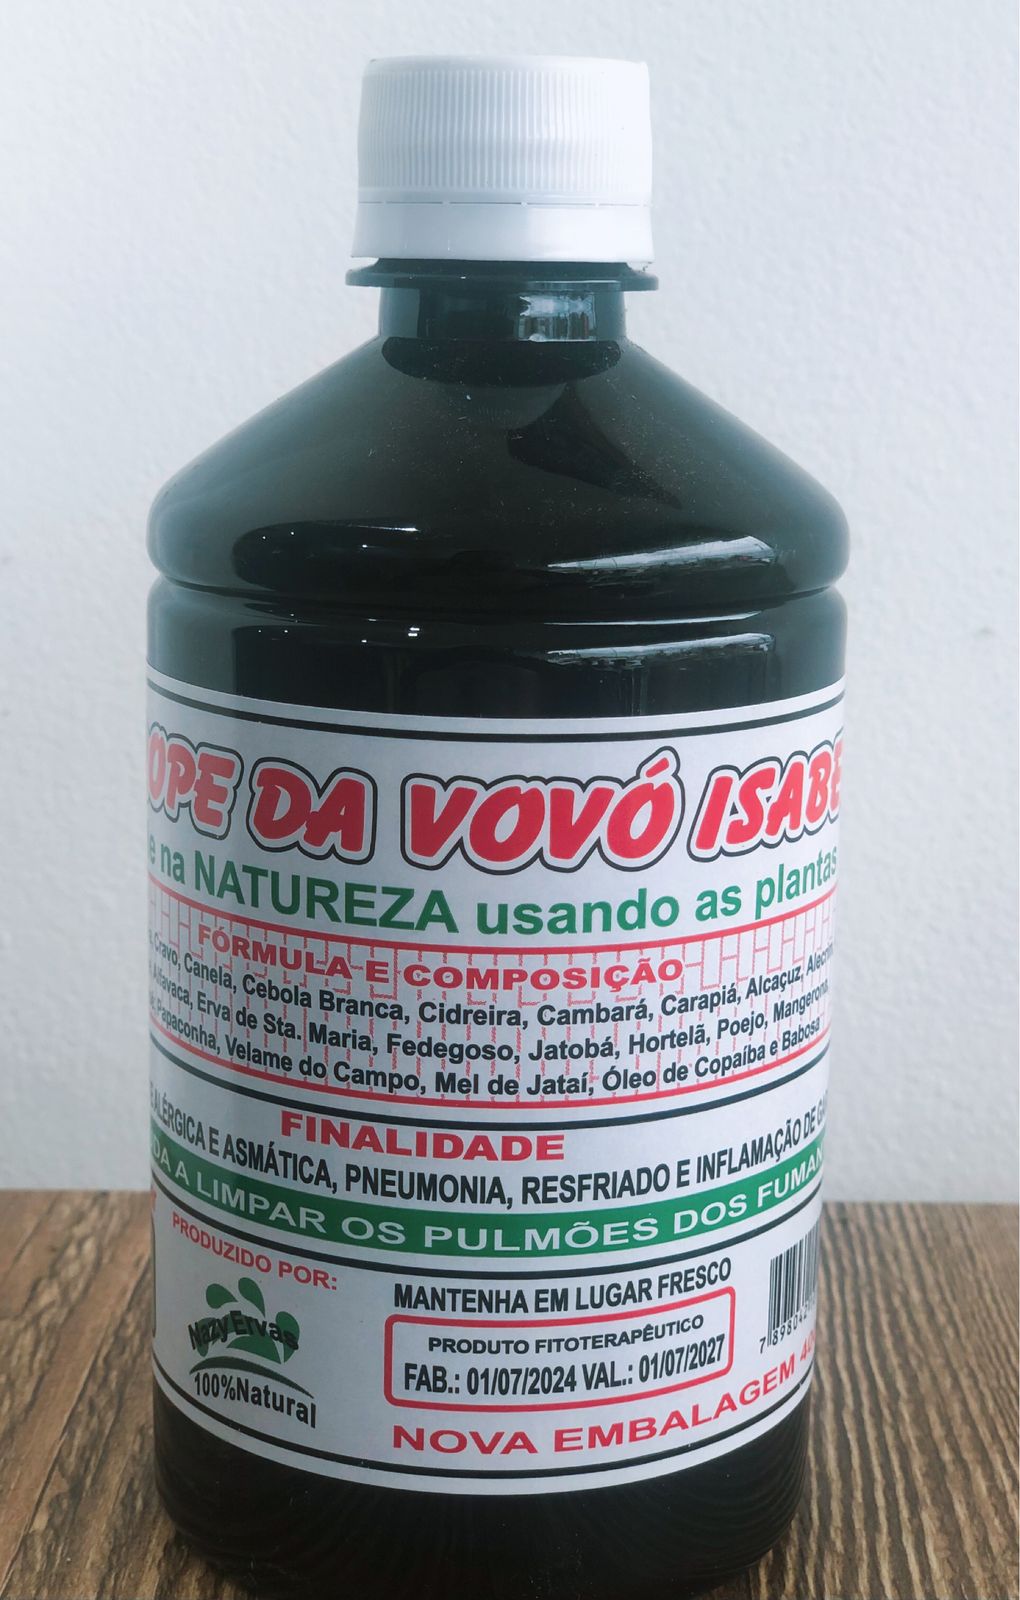 OPE DA VOVÓ ISABE
e na NATUREZA usando as plantas
FÓRMULA E COMPOSIÇÃO
Cravo, Canela, Cebola Branca, Cidreira, Cambará, Carapiá, Alcaçuz, Alecrim
Alfavaca, Erva de Sta. Maria, Fedegoso, Jatobá, Hortelã, Poejo, Mangerona,
Papaconha, Velame do Campo, Mel de Jataí, Óleo de Copaíba e Babosa
FINALIDADE
E ALÉRGICA E ASMÁTICA, PNEUMONIA, RESFRIADO E INFLAMAÇÃO DE
DA A LIMPAR OS PULMÕES DOS FUMAN
PRODUZIDO POR:
NazyErvas
100%Natural
MANTENHA EM LUGAR FRESCO
PRODUTO FITOTERAPÊUTICO
FAB.: 01/07/2024 VAL.: 01/07/2027
NOVA EMBALAGEM